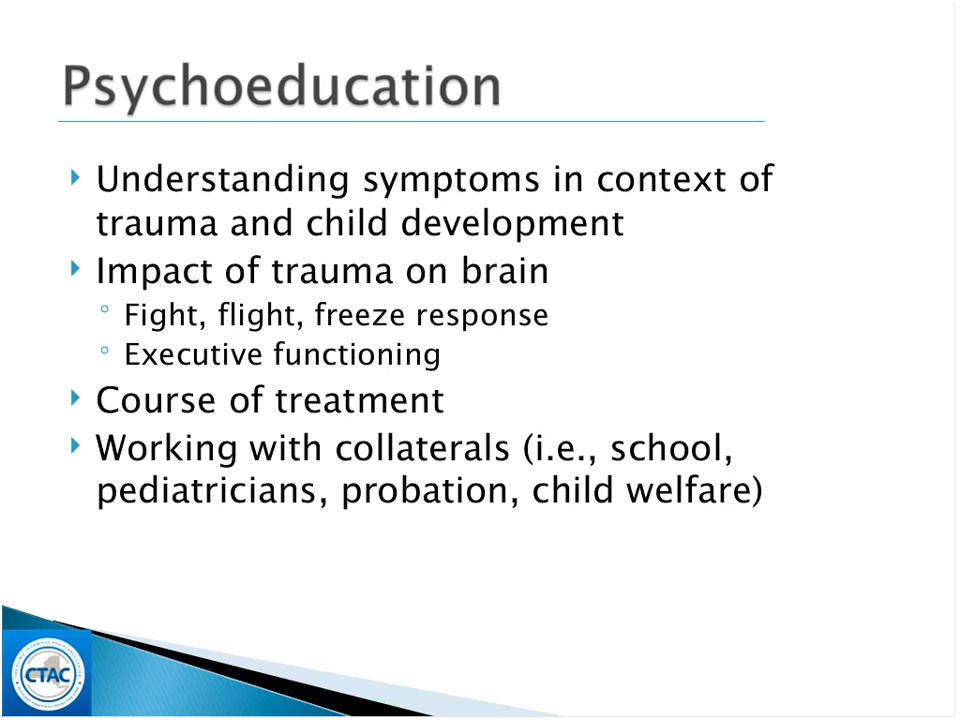 Psychoeducation
Understanding symptoms in context of
trauma and child development
Impact of trauma on brain
Fight, flight, freeze response
Executive functioning
Course of treatment
Working with collaterals (i.e., school,
pediatricians, probation, child welfare)
CTAC